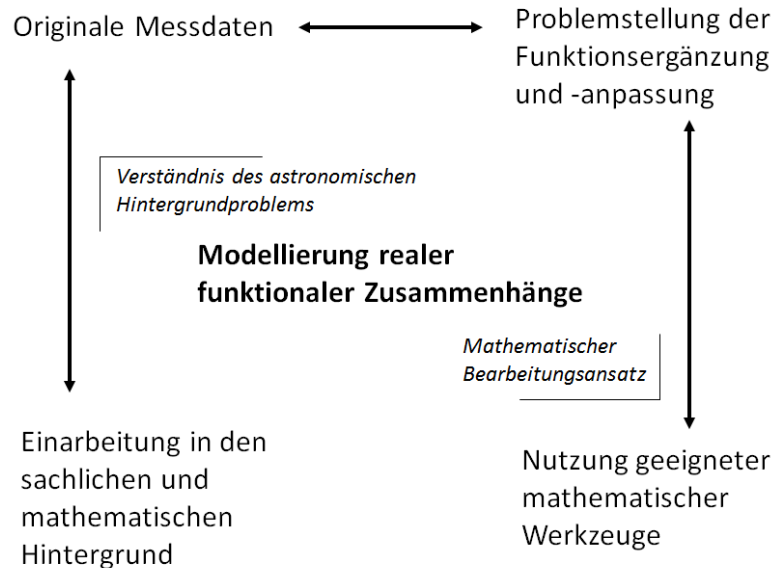 Originale Messdaten
Problemstellung der
Funktionsergänzung
und -anpassung
Verständnis des astronomischen
Hintergrundproblems
Modellierung realer
funktionaler Zusammenhänge
Mathematischer
Bearbeitungsansatz
Einarbeitung in den
sachlichen und
mathematischen
Hintergrund
Nutzung geeigneter
mathematischer
Werkzeuge